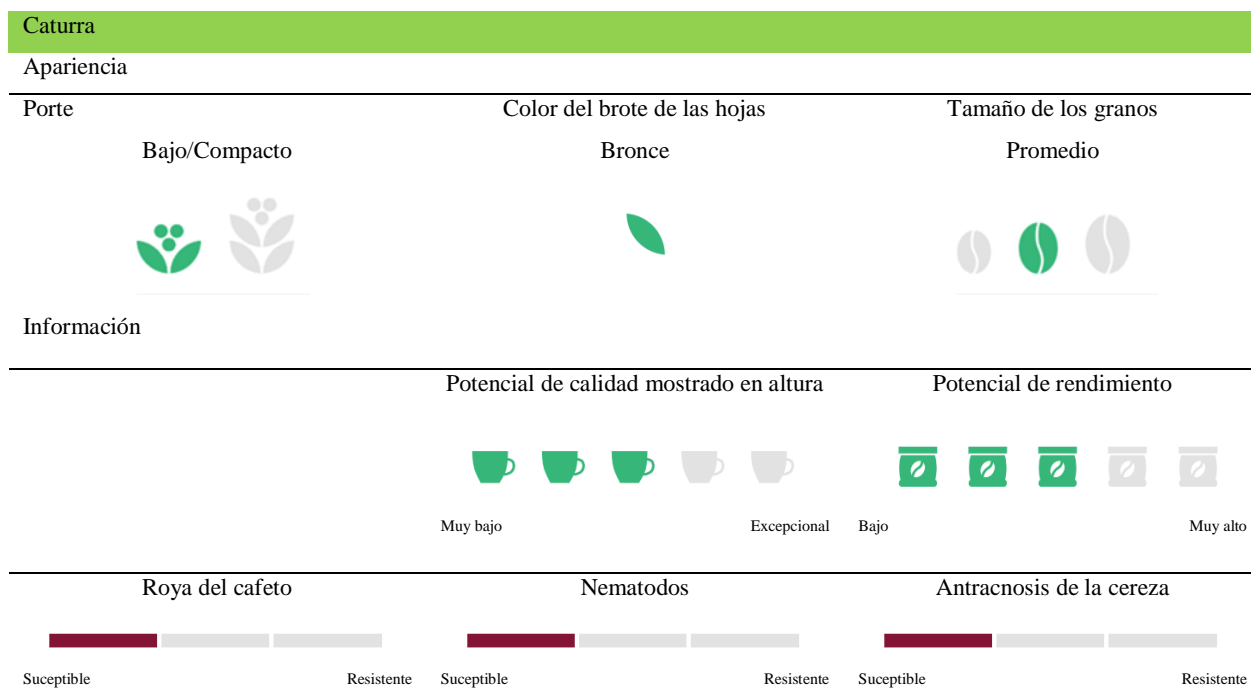 Caturra
Apariencia
Porte Color del brote de las hojas Tamaño de los granos
Bajo/Compacto Bronce Promedio
Información
Potencial de calidad mostrado en altura Potencial de rendimiento
Muy bajo Excepcional Bajo Muy alto
Roya del cafeto Nematodos Antracnosis de la cereza
Suceptible Resistente Suceptible Resistente Suceptible Resistente